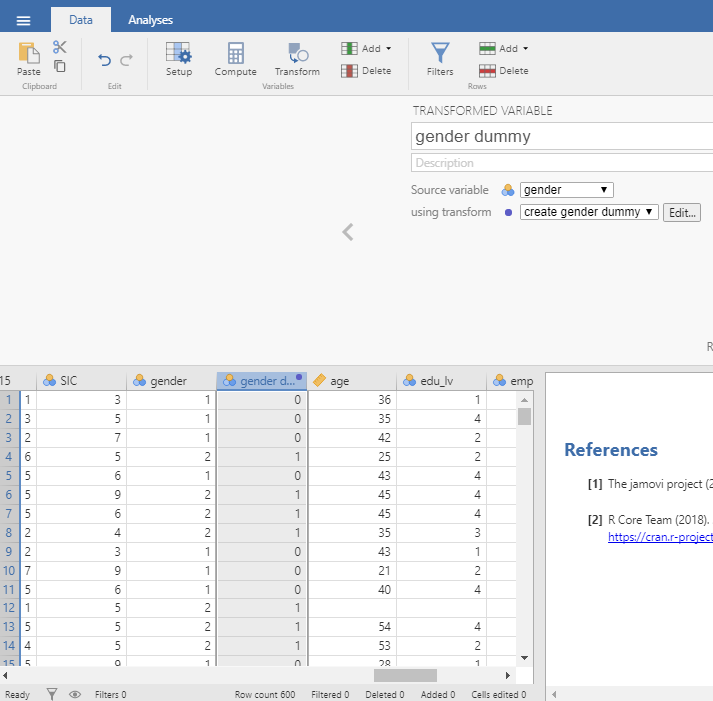 Data Analyses
Paste
Clipboard
Edit
Setup Compute Transform
Add
Delete
Variables
Filters
Add
Delete
Rows
TRANSFORMED VARIABLE
gender dummy
Description
Source variable gender
using transform create gender dummy Edit...
R
15 SIC gender gender d... age edu_lv emp
1 1 3 1 0 36 1
2 3 5 1 0 35 4
3 2 7 1 0 42 2
4 6 5 2 1 25 2
5 5 6 1 0 43 4
6 5 9 2 1 45 4
7 5 6 2 1 45 4
8 2 4 2 1 35 3
9 2 3 1 0 43 1
10 7 9 1 0 21 2
11 5 6 1 0 40 4
12 1 5 2 1
13 5 5 2 1 54 4
14 4 5 2 1 53 2
15 5 9 1 0 28 1
References
[1] The jamovi project (2
[2] R Core Team (2018).
https://cran.r-project
Ready Filters 0 Row count 600 Filtered 0 Deleted 0 Added 0 Cells edited 0